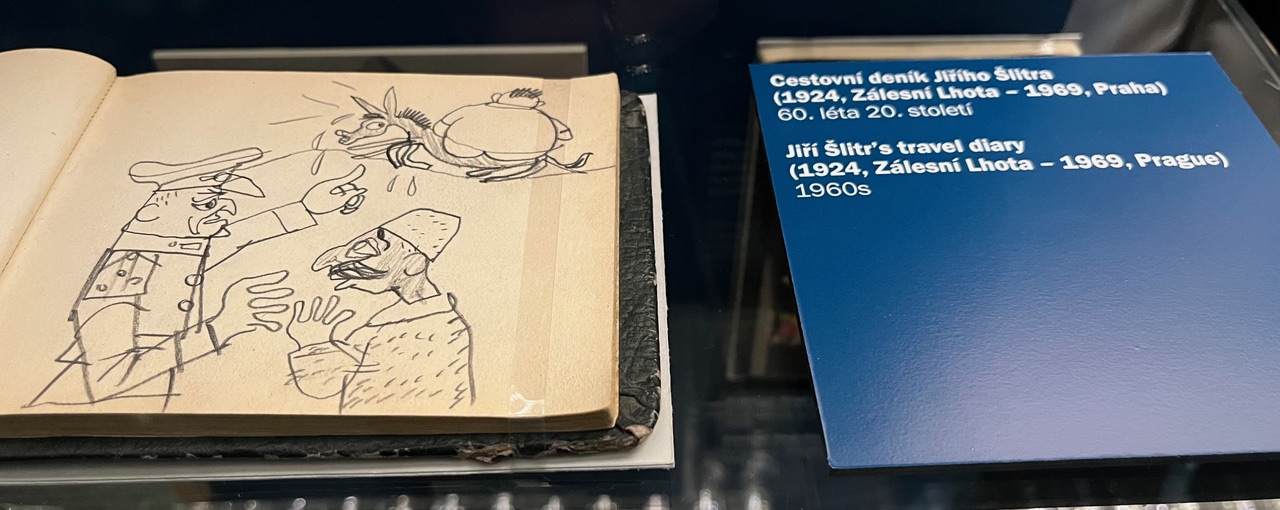 Cestovní deník Jiřího Šlitra
(1924, Zálesní Lhota – 1969, Praha)
60. léta 20. století
Jiří Šlitr's travel diary
(1924, Zálesní Lhota – 1969, Prague)
1960s